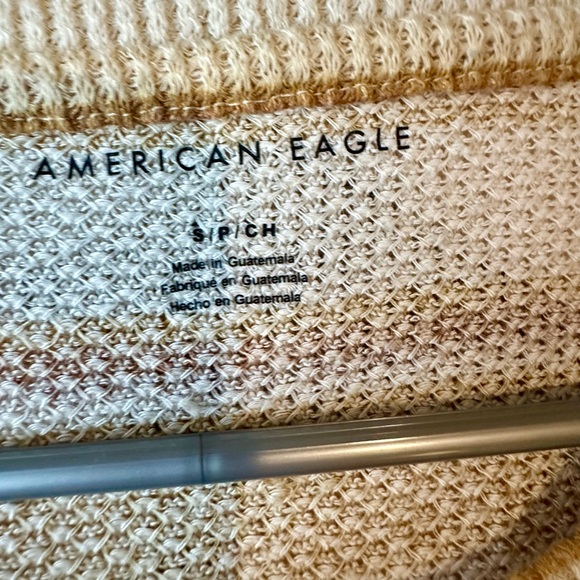 AMERICAN EAGLE
S/P/CH
Made in Guatemala
Fabriqué en Guatemala
Hecho en Guatemala